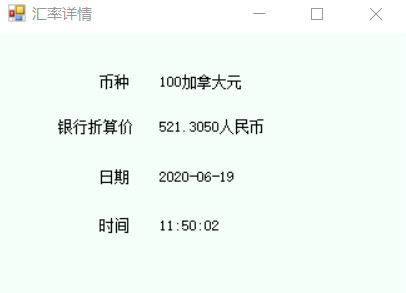 汇率详情
币种 100加拿大元
银行折算价 521.3050人民币
日期 2020-06-19
时间 11:50:02